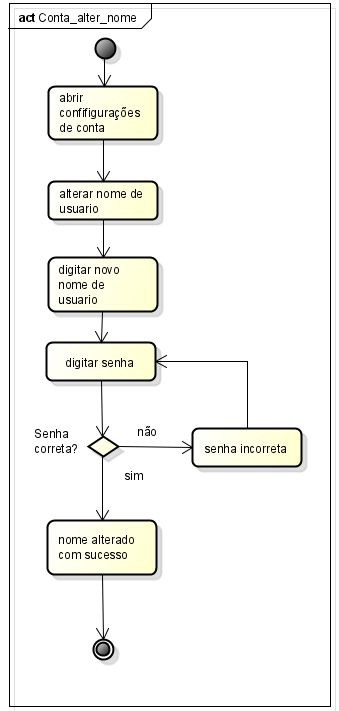 act Conta_alter_nome
abrir
confifigurações
de conta
alterar nome de
usuario
digitar novo
nome de
usuario
digitar senha
Senha
correta?
não
senha incorreta
sim
nome alterado
com sucesso